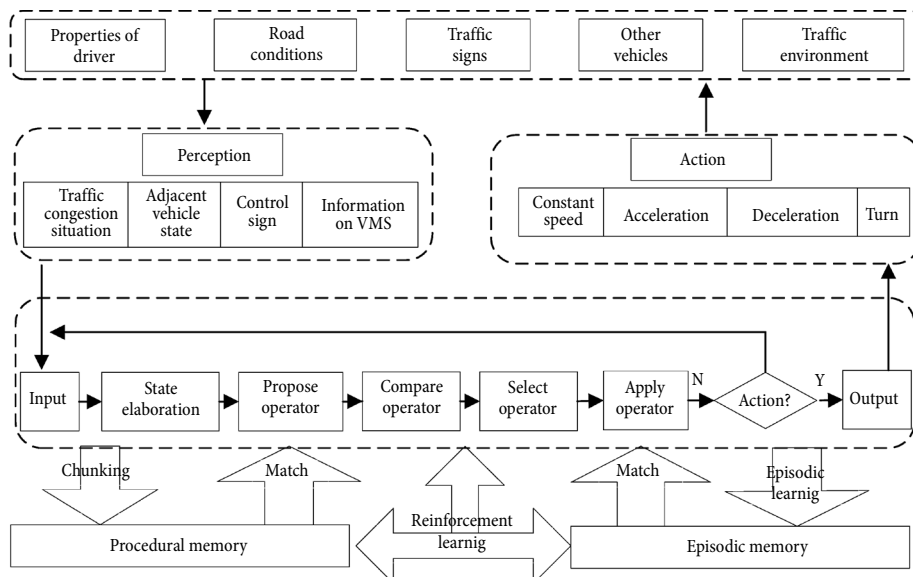 Properties of
driver
Road
conditions
Traffic
signs
Other
vehicles
Traffic
environment
Perception
Traffic
congestion
situation
Adjacent
vehicle
state
Control
sign
Information
on VMS
Action
Constant
speed
Acceleration
Deceleration
Turn
Input
State
elaboration
Propose
operator
Compare
operator
Select
operator
Apply
operator
N
Action?
Y
Output
Chunking
Match
Reinforcement
learnig
Match
Episodic
learnig
Procedural memory
Episodic memory